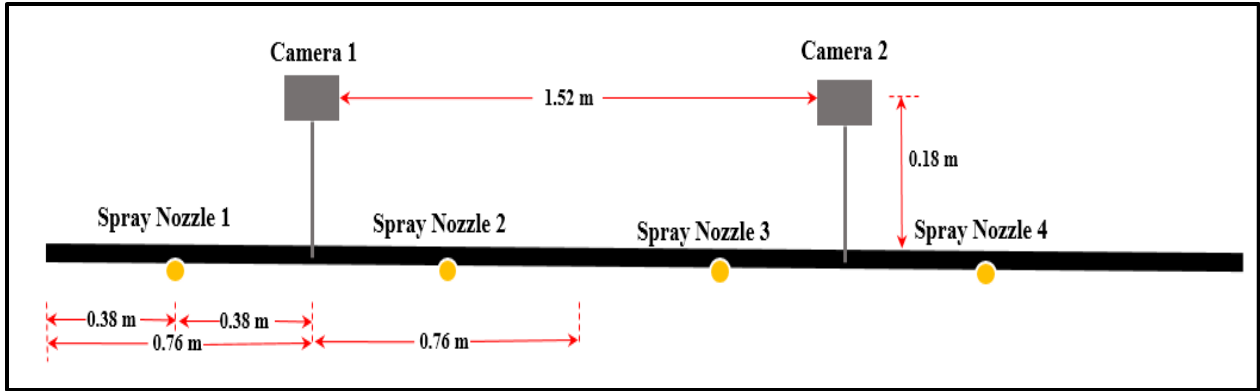 Camera 1
Camera 2
1.52 m
0.18 m
Spray Nozzle 1
Spray Nozzle 2
Spray Nozzle 3
Spray Nozzle 4
0.38 m
0.38 m
0.76 m
0.76 m